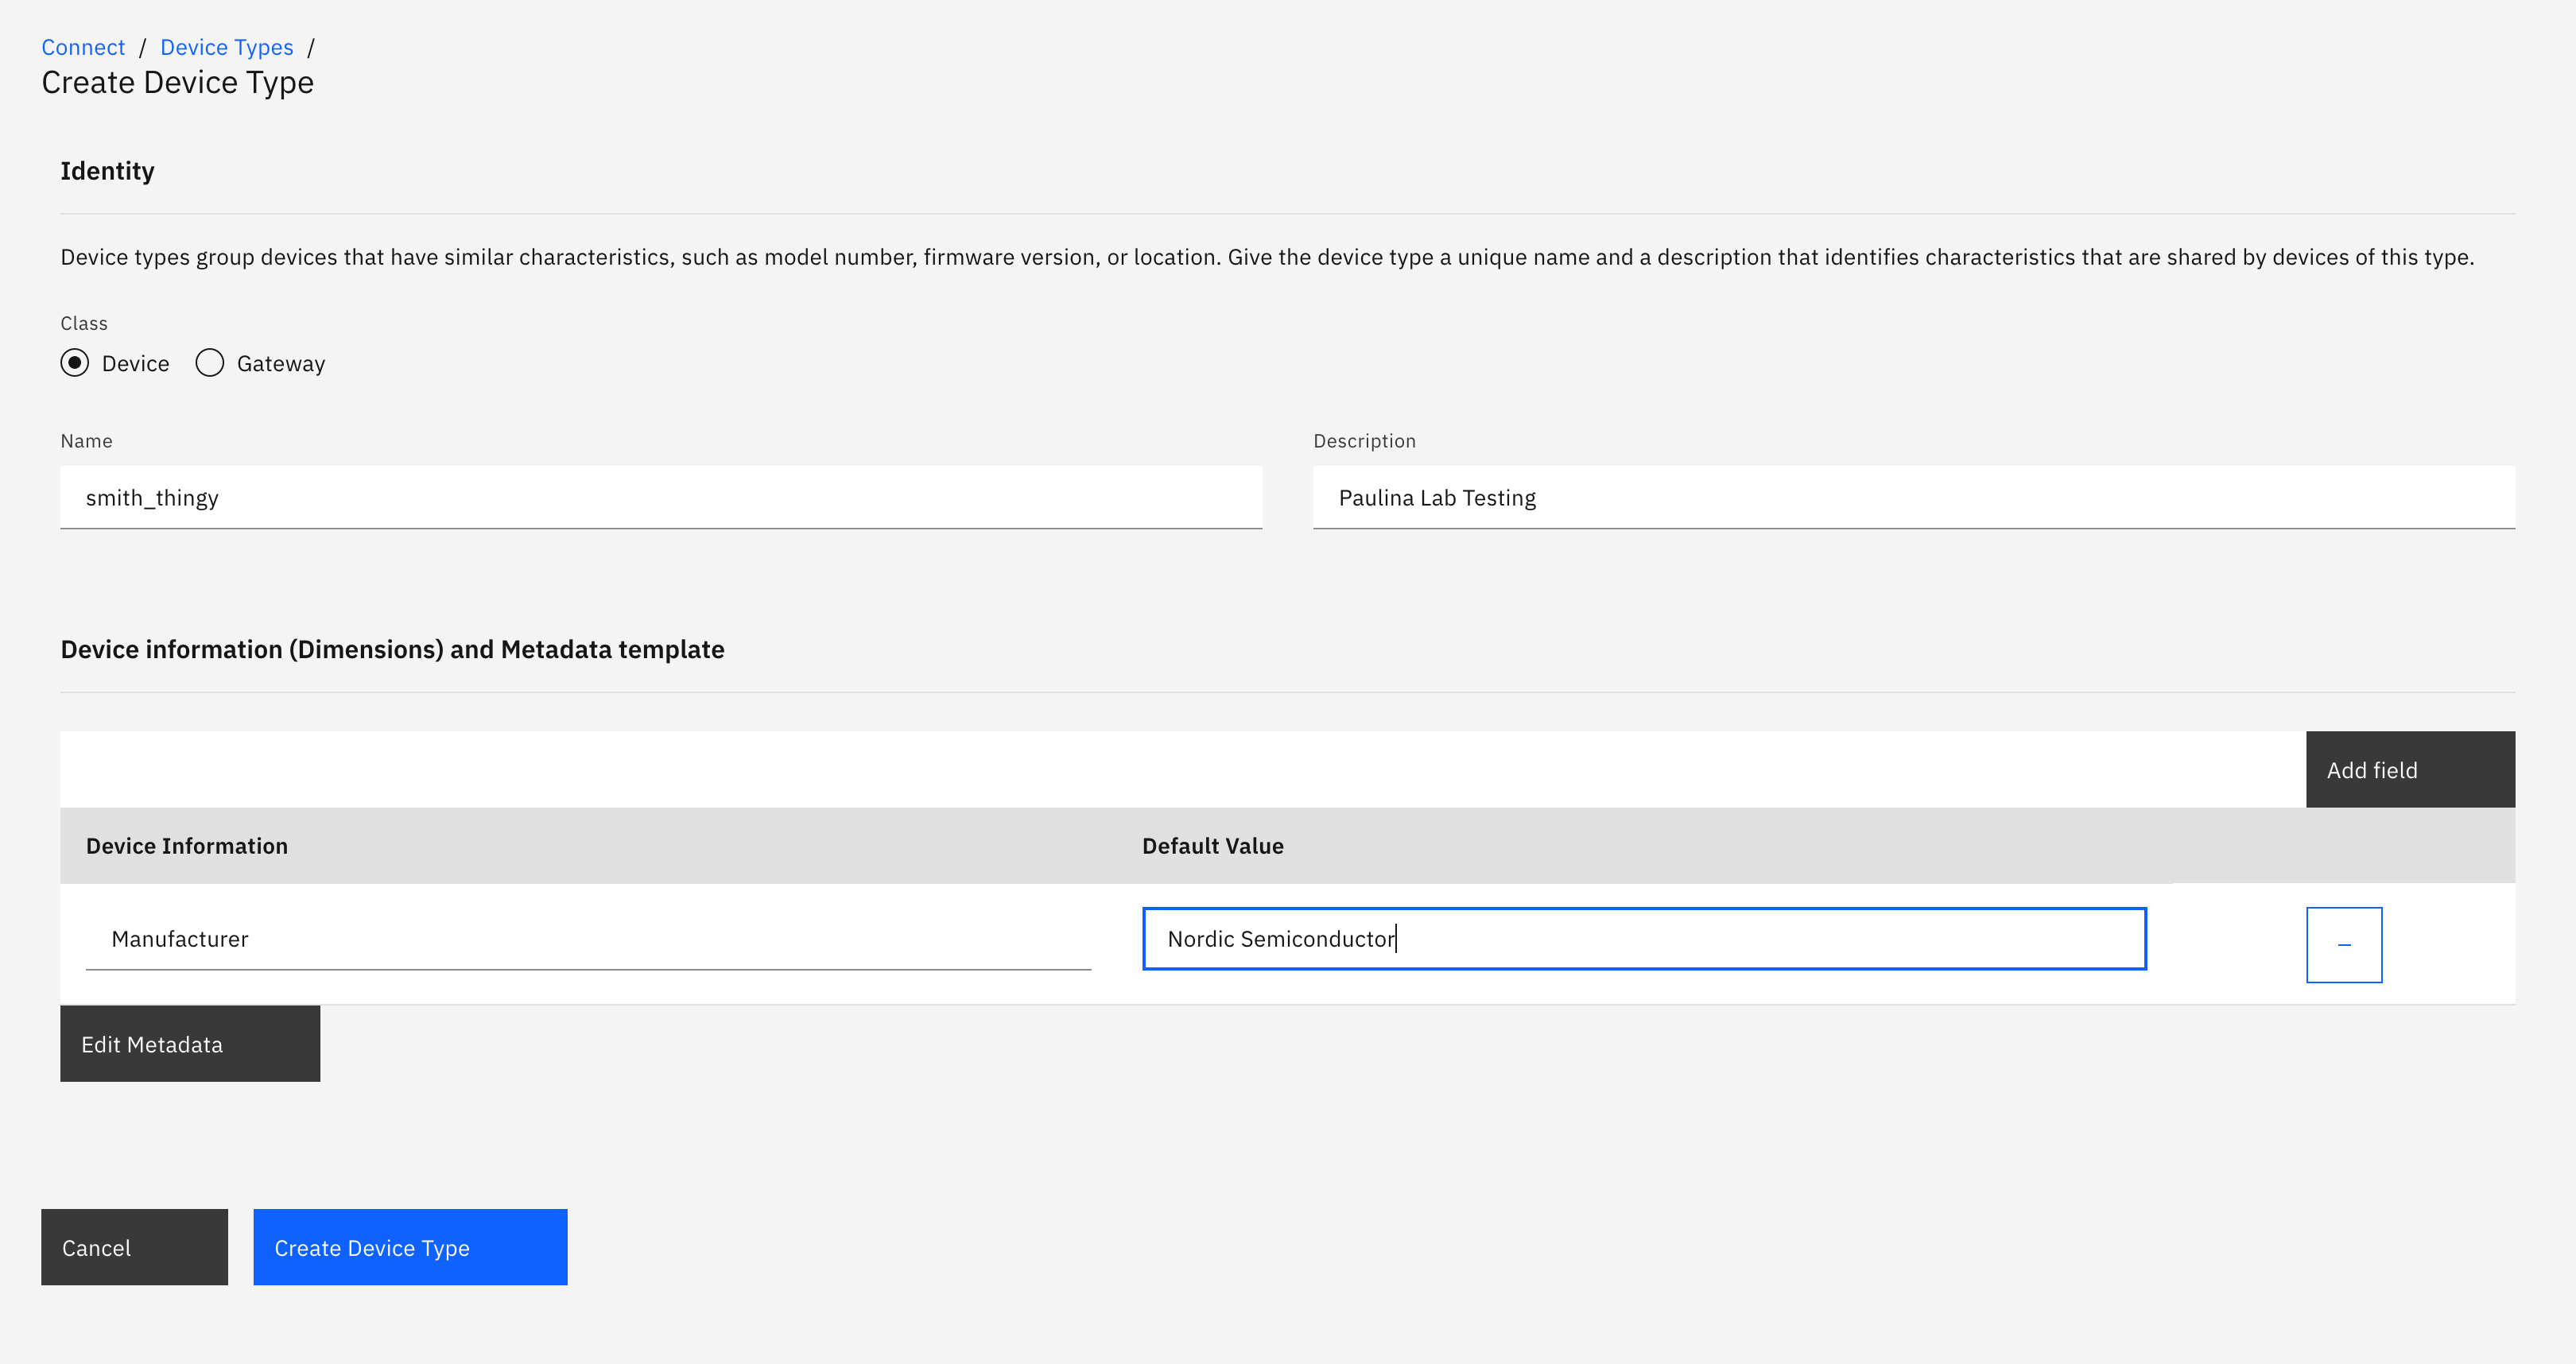 Connect / Device Types /
Create Device Type
Identity
Device types group devices that have similar characteristics, such as model number, firmware version, or location. Give the device type a unique name and a description that identifies characteristics that are shared by devices of this type.
Class
Device Gateway
Name Description
smith_thingy Paulina Lab Testing
Device information (Dimensions) and Metadata template
Add field
Device Information Default Value
Manufacturer Nordic Semiconductor –
Edit Metadata
Cancel Create Device Type